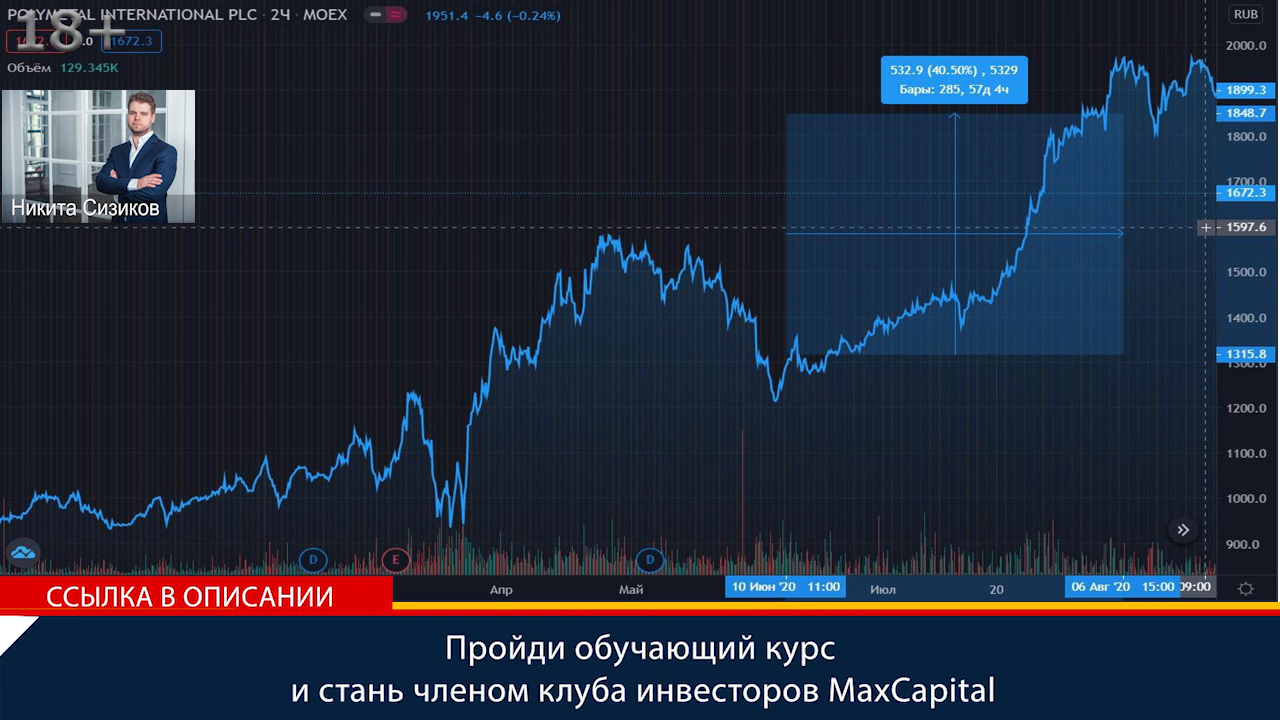 POLYMETAL INTERNATIONAL PLC · 2Ч · MOEX 1951.4 −4.6 (−0.24%)
18+
1672.3
Объём 129.345K
Никита Сизиков
532.9 (40.50%) , 5329
Бары: 285, 57д 4ч
RUB
2000.0
1899.3
1848.7
1800.0
1700.0
1672.3
1597.6
1500.0
1400.0
1315.8
1300.0
1200.0
1100.0
1000.0
900.0
D E D
Апр Май 10 Июн '20 11:00 Июл 20 06 Авг '20 15:00 09:00
ССЫЛКА В ОПИСАНИИ
Пройди обучающий курс
и стань членом клуба инвесторов MaxCapital